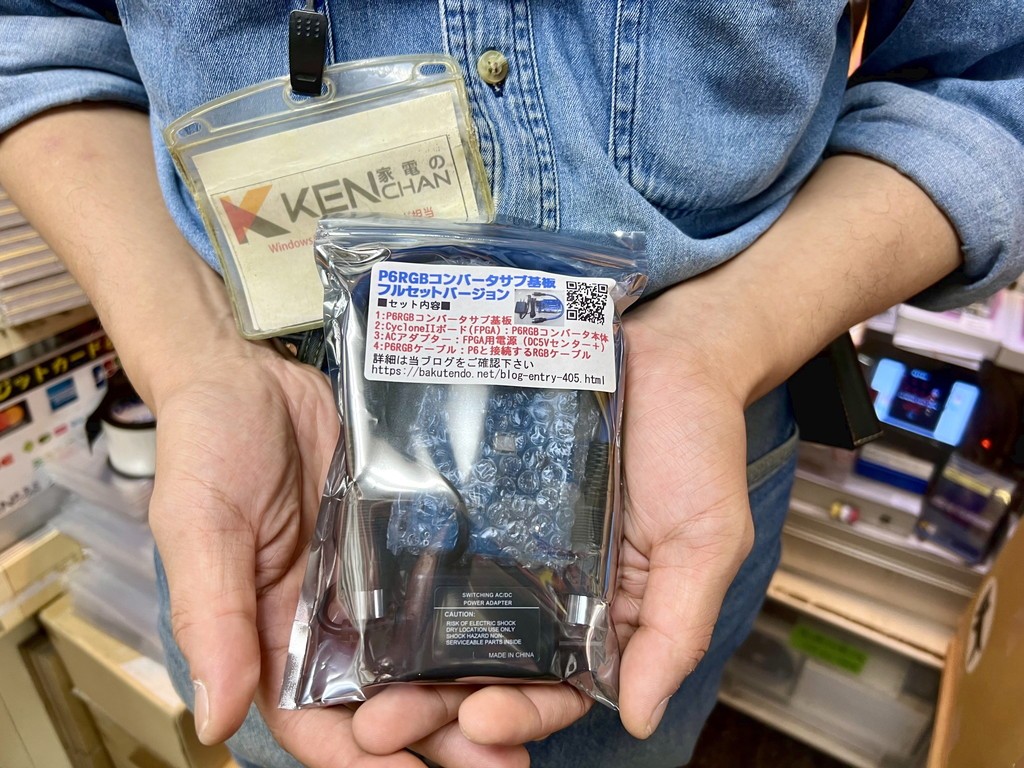 家電の
KEN
CHAN
Windows
担当
P6RGBコンバータサブ基板
フルセットバージョン
■セット内容■
1:P6RGBコンバータサブ基板
2:CycloneIIボード(FPGA):P6RGBコンバータ本体
3:ACアダプター:FPGA用電源(DC5Vセンター+)
4:P6RGBケーブル:P6と接続するRGBケーブル
詳細は当ブログをご確認下さい
https://bakutendo.net/blog-entry-405.html
SWITCHING AC/DC
POWER ADAPTER
CAUTION:
RISK OF ELECTRIC SHOCK
DRY LOCATION USE ONLY
SHOCK HAZARD NON-
SERVICEABLE PARTS INSIDE
MADE IN CHINA